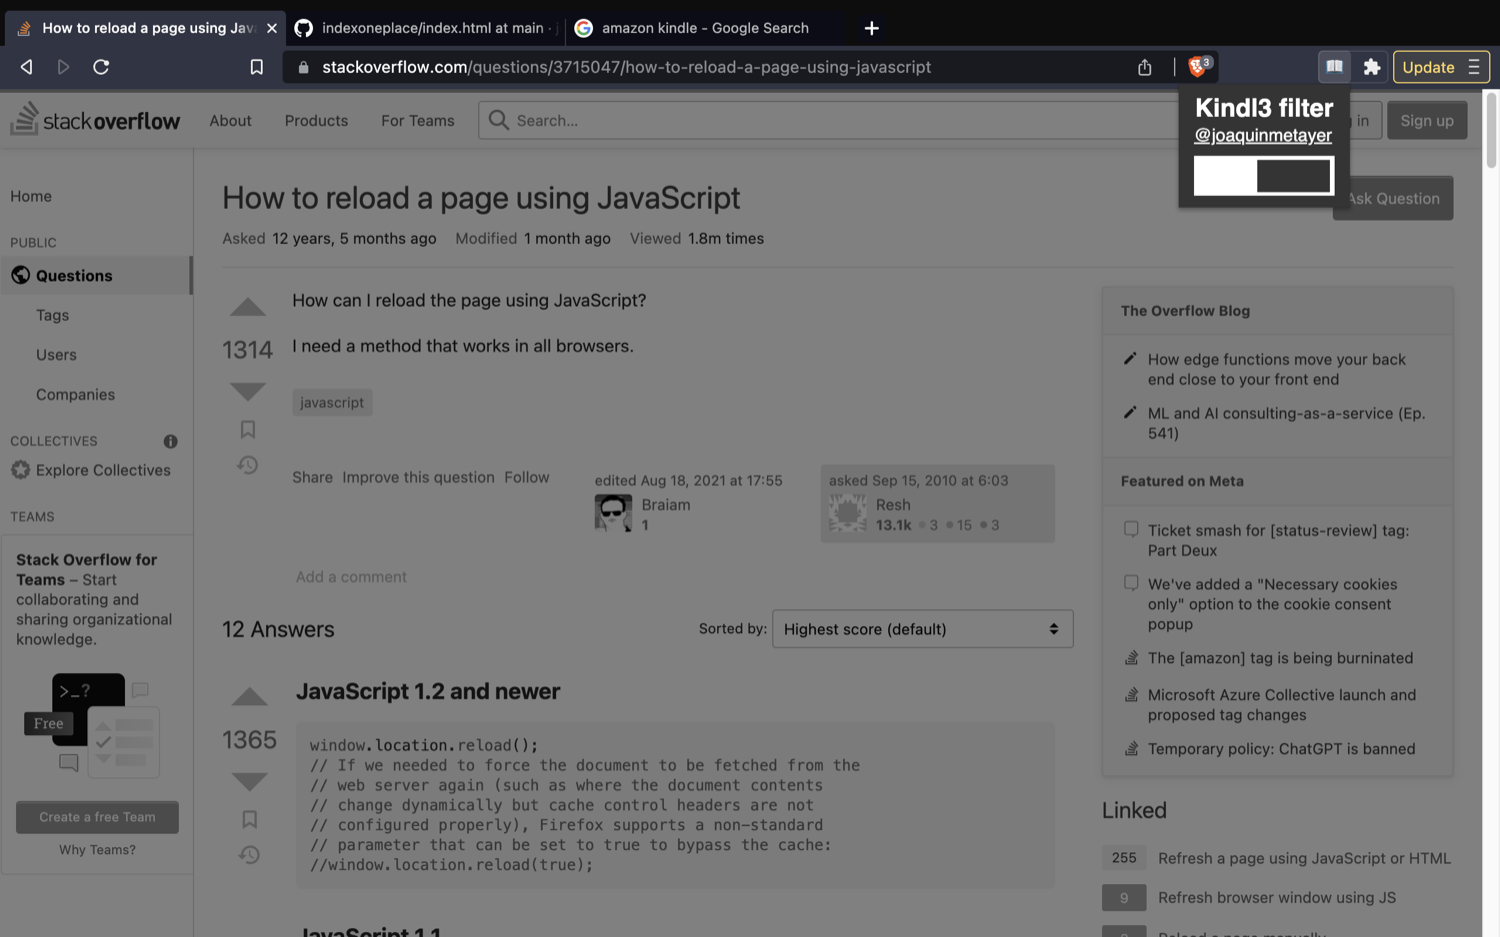 How to reload a page using Jav
indexoneplace/index.html at main ·
amazon kindle - Google Search
stackoverflow.com/questions/3715047/how-to-reload-a-page-using-javascript
3
Update
Kindl3 filter
@joaquinmetayer
stackoverflow
About
Products
For Teams
Search...
in
Sign up
Home
PUBLIC
Questions
Tags
Users
Companies
COLLECTIVES
Explore Collectives
TEAMS
Stack Overflow for
Teams – Start
collaborating and
sharing organizational
knowledge.
>_?
Free
Create a free Team
Why Teams?
How to reload a page using JavaScript
Ask Question
Asked 12 years, 5 months ago Modified 1 month ago Viewed 1.8m times
How can I reload the page using JavaScript?
1314
I need a method that works in all browsers.
javascript
Share Improve this question Follow
edited Aug 18, 2021 at 17:55
Braiam
1
asked Sep 15, 2010 at 6:03
Resh
13.1k 3 15 3
Add a comment
12 Answers
Sorted by:
Highest score (default)
JavaScript 1.2 and newer
1365
window.location.reload();
// If we needed to force the document to be fetched from the
// web server again (such as where the document contents
// change dynamically but cache control headers are not
// configured properly), Firefox supports a non-standard
// parameter that can be set to true to bypass the cache:
//window.location.reload(true);
JavaScript 1.1
The Overflow Blog
How edge functions move your back
end close to your front end
ML and AI consulting-as-a-service (Ep.
541)
Featured on Meta
Ticket smash for [status-review] tag:
Part Deux
We've added a "Necessary cookies
only" option to the cookie consent
popup
The [amazon] tag is being burninated
Microsoft Azure Collective launch and
proposed tag changes
Temporary policy: ChatGPT is banned
Linked
255 Refresh a page using JavaScript or HTML
9 Refresh browser window using JS
Reload a page manually